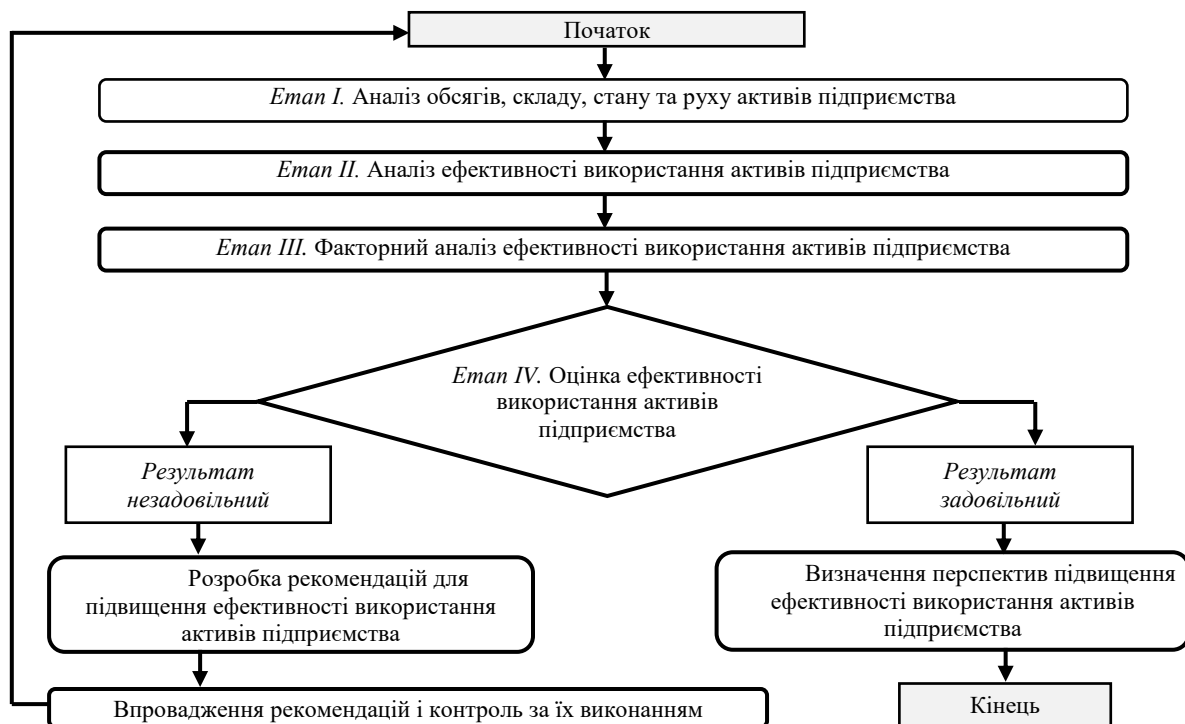 Початок
Етап I. Аналіз обсягів, складу, стану та руху активів підприємства
Етап II. Аналіз ефективності використання активів підприємства
Етап III. Факторний аналіз ефективності використання активів підприємства
Етап IV. Оцінка ефективності
використання активів
підприємства
Результат
незадовільний
Результат
задовільний
Розробка рекомендацій для
підвищення ефективності використання
активів підприємства
Визначення перспектив підвищення
ефективності використання активів
підприємства
Впровадження рекомендацій і контроль за їх виконанням
Кінець